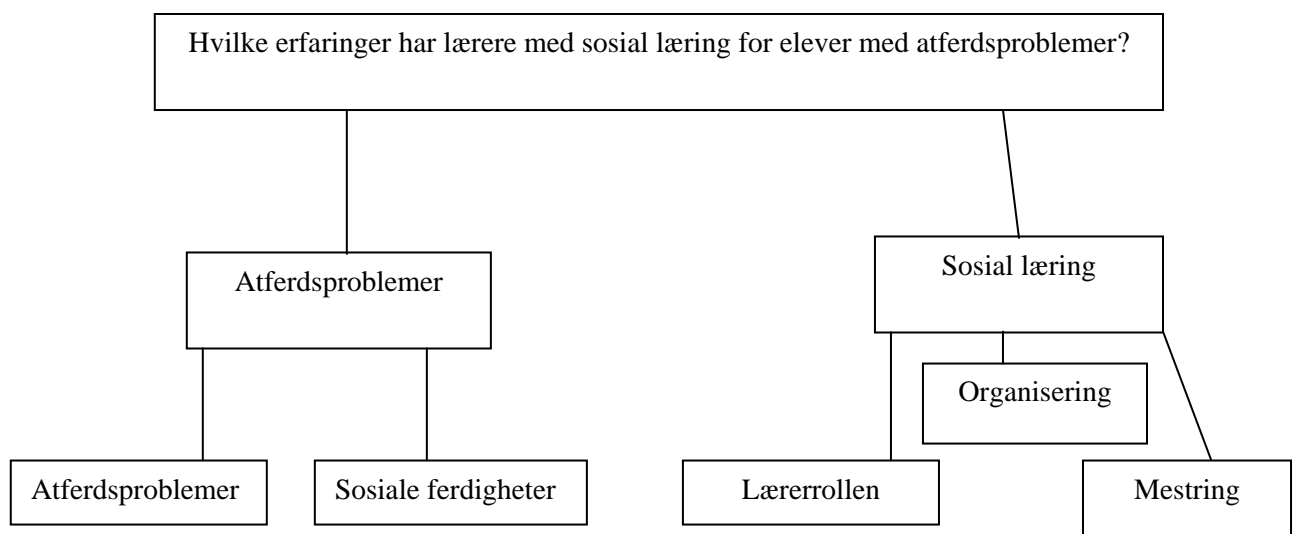 Hvilke erfaringer har lærere med sosial læring for elever med atferdsproblemer?
Atferdsproblemer
Sosial læring
Organisering
Atferdsproblemer
Sosiale ferdigheter
Lærerrollen
Mestring